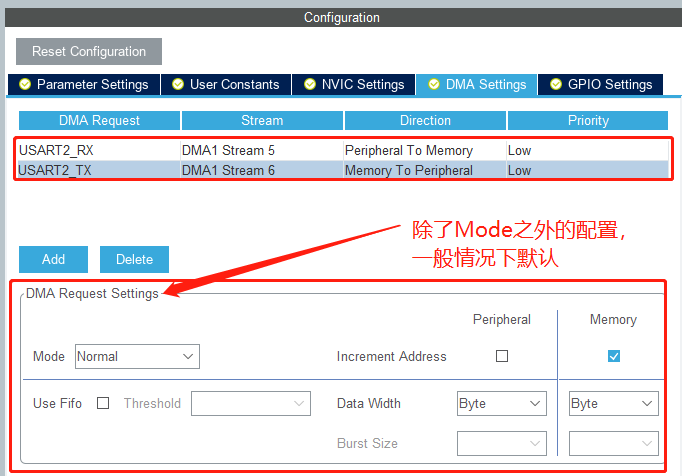 Configuration
Reset Configuration
Parameter Settings User Constants NVIC Settings DMA Settings GPIO Settings
DMA Request Stream Direction Priority
USART2_RX DMA1 Stream 5 Peripheral To Memory Low
USART2_TX DMA1 Stream 6 Memory To Peripheral Low
除了Mode之外的配置,
一般情况下默认
Add Delete
DMA Request Settings
Peripheral Memory
Mode Normal Increment Address
Use Fifo Threshold Data Width Byte Byte
Burst Size